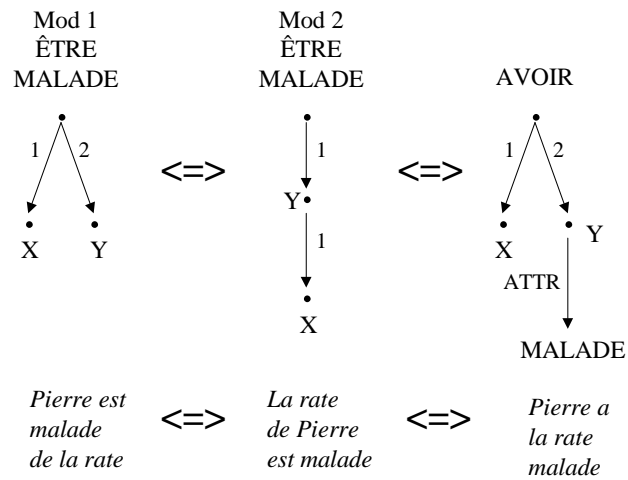 Mod 1
ÊTRE
MALADE
1
2
X
Y
<=>
Mod 2
ÊTRE
MALADE
1
Y
1
X
<=>
AVOIR
1
2
X
Y
ATTR
MALADE
Pierre est
malade
de la rate
<=>
La rate
de Pierre
est malade
<=>
Pierre a
la rate
malade